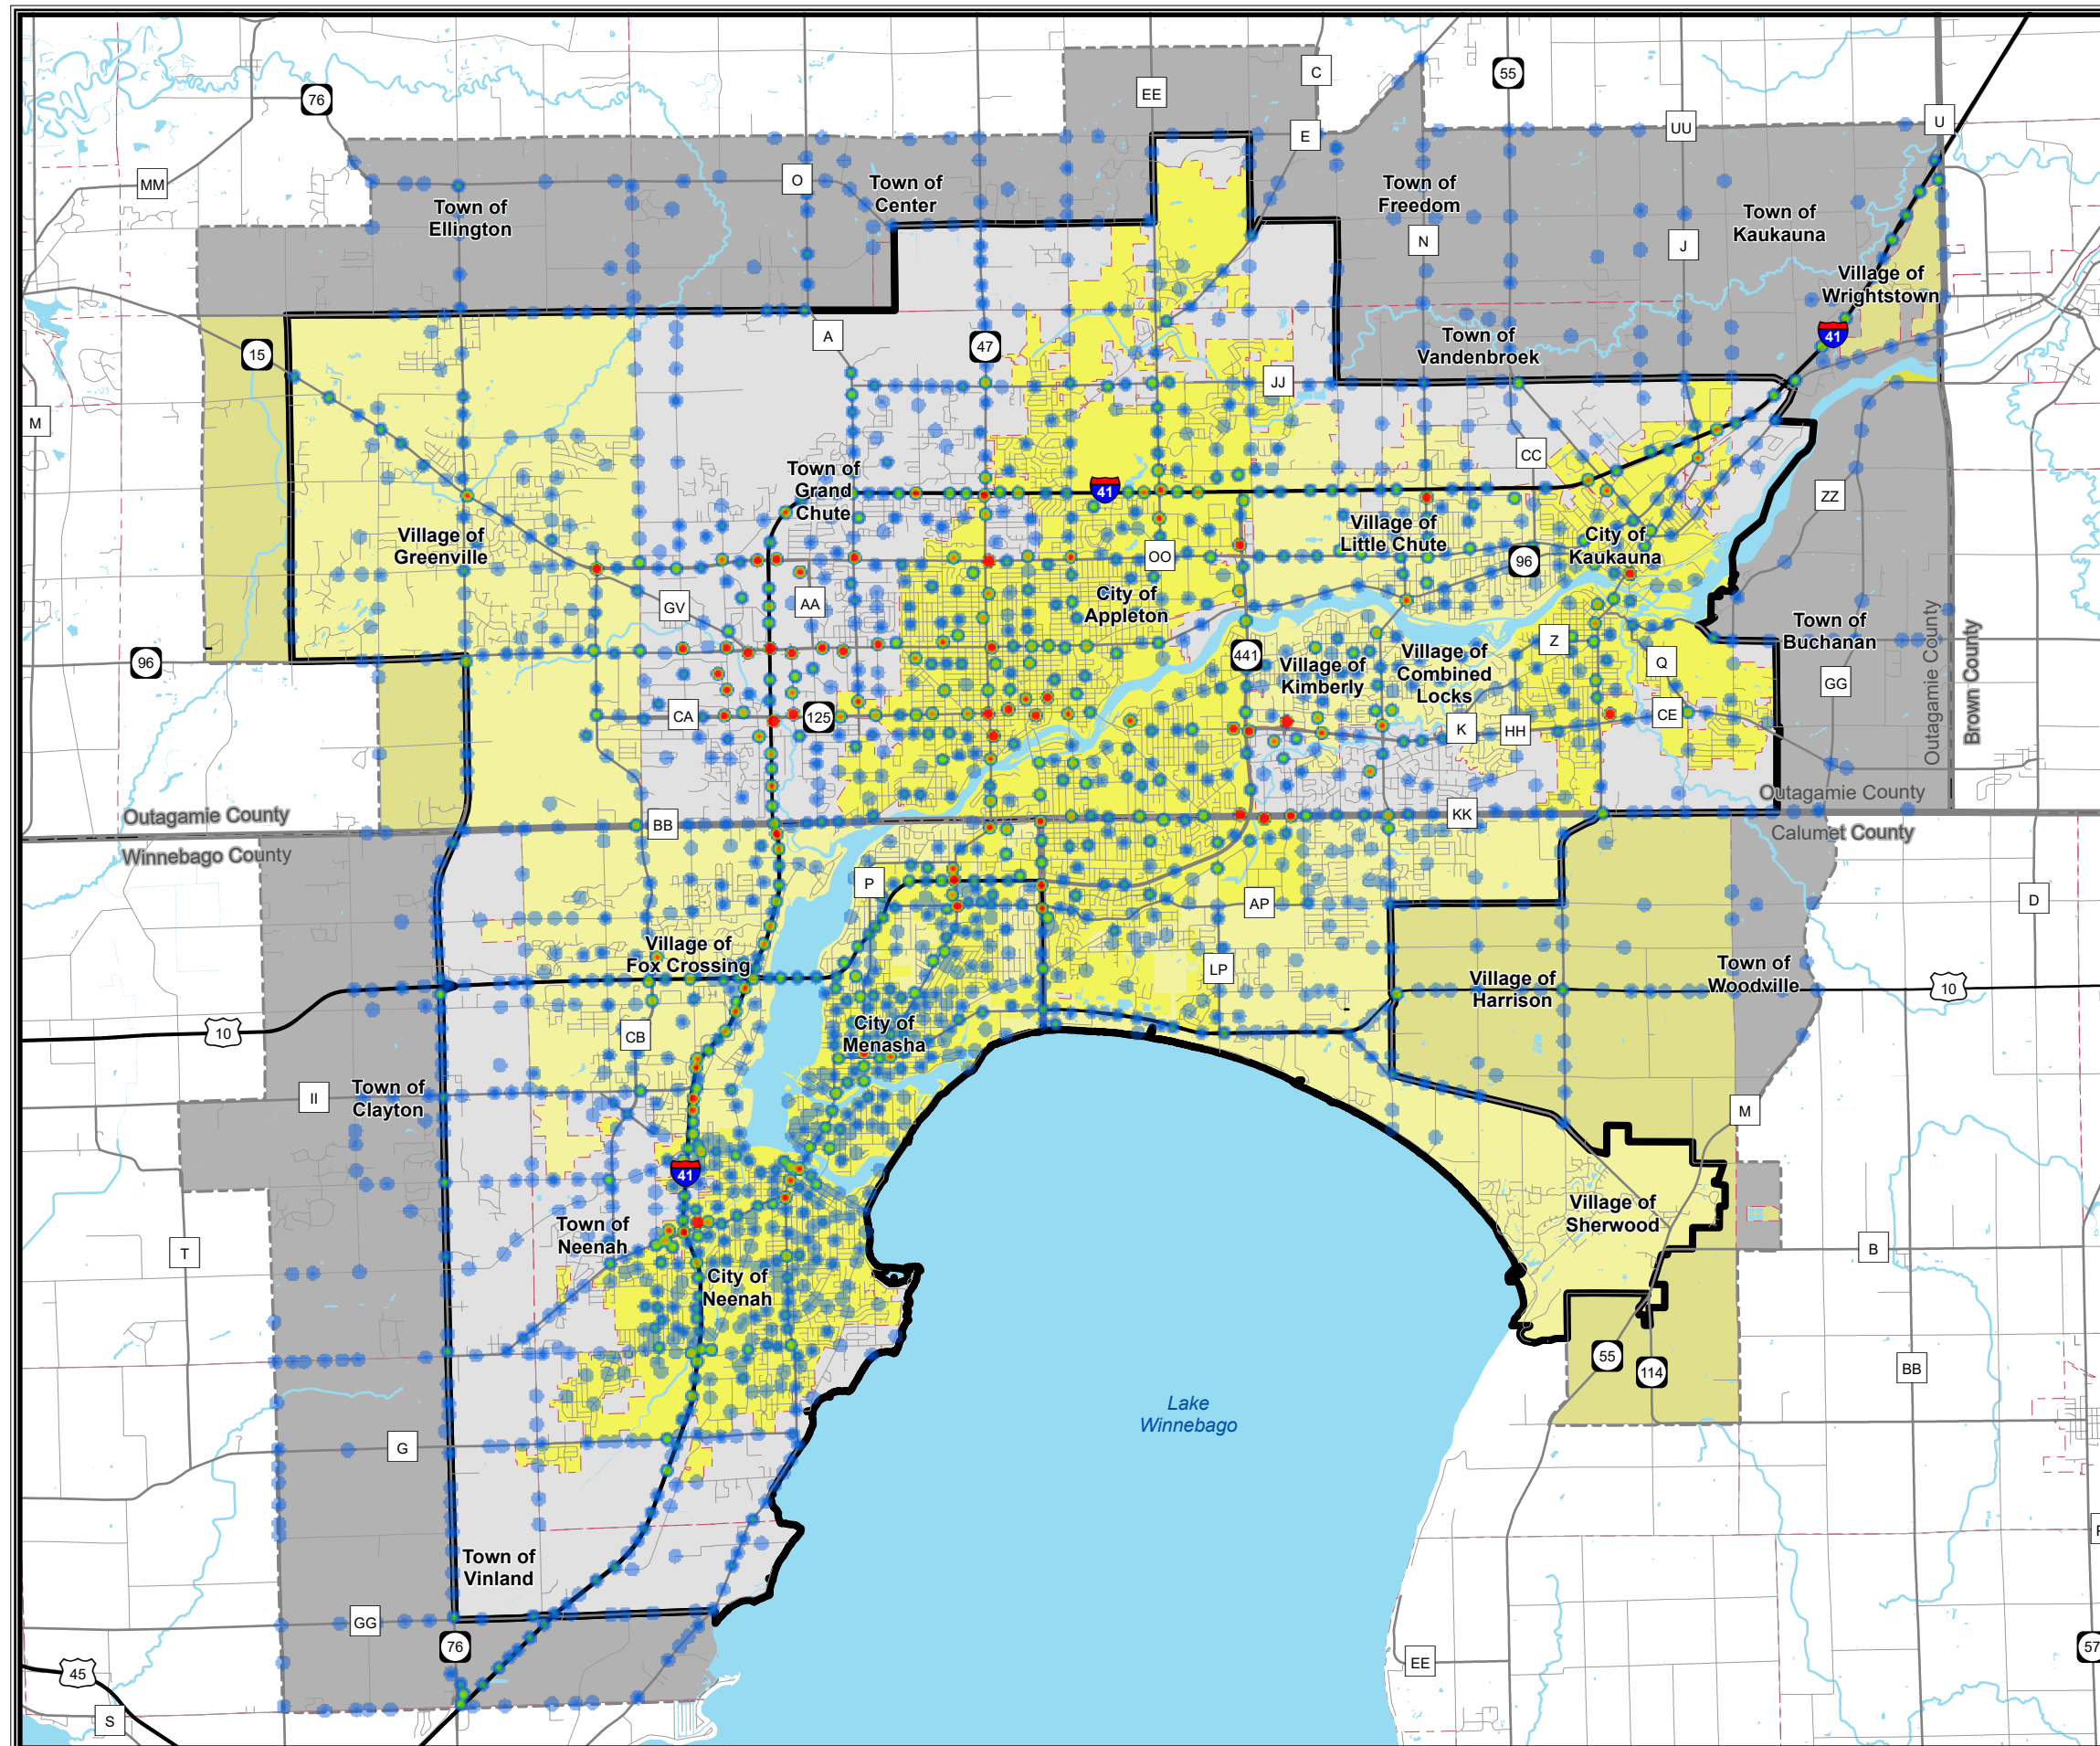 C
55
76
EE
UU
U
E
MM
O
Town of
Center
Town of
Ellington
Town of
Freedom
Town of
Kaukauna
N
J
Village of
Wrightstown
A
47
15
Town of
Vandenbroek
41
JJ
M
CC
Town of
Grand
Chute
41
ZZ
Village of
Greenville
Village of
Little Chute
City of
Kaukauna
OO
96
GV
AA
City of
Appleton
Town of
Buchanan
Outagamie County
Brown County
96
441
Village of
Kimberly
Village of
Combined
Locks
Z
Q
GG
CA
125
K
HH
CE
Outagamie County
Outagamie County
BB
KK
Winnebago County
Calumet County
P
AP
D
Village of
Fox Crossing
LP
Village of
Harrison
Town of
Woodville
10
10
CB
City of
Menasha
Town of
Clayton
II
M
41
Village of
Sherwood
Town of
Neenah
T
B
City of
Neenah
55
114
BB
Lake
Winnebago
G
Town of
Vinland
GG
76
45
EE
57
S